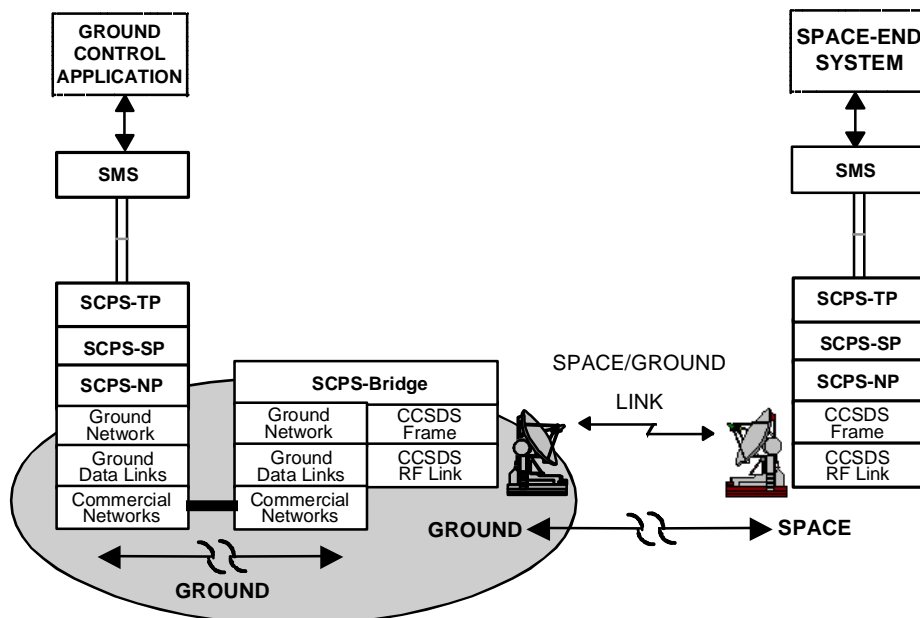 GROUND
CONTROL
APPLICATION
SPACE-END
SYSTEM
SMS
SMS
SCPS-TP
SCPS-SP
SCPS-NP
Ground
Network
Ground
Data Links
Commercial
Networks
SCPS-Bridge
Ground
Network
Ground
Data Links
Commercial
Networks
CCSDS
Frame
CCSDS
RF Link
SPACE/GROUND
LINK
SCPS-TP
SCPS-SP
SCPS-NP
CCSDS
Frame
CCSDS
RF Link
GROUND
SPACE
GROUND